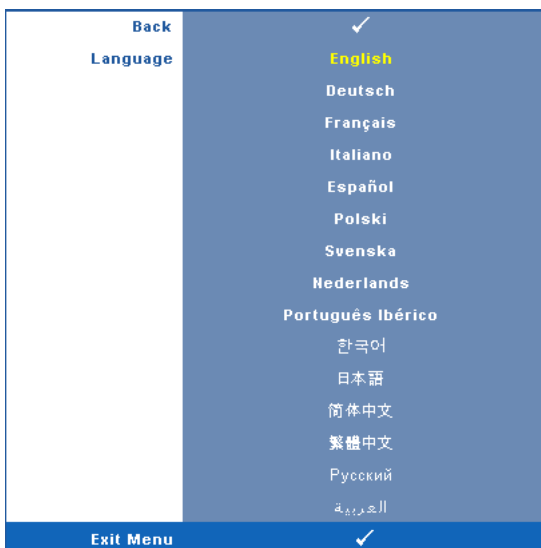 Back ✓
Language English
Deutsch
Français
Italiano
Español
Polski
Svenska
Nederlands
Português Ibérico
한국어
日本語
简体中文
繁體中文
Русский
العربية
Exit Menu ✓